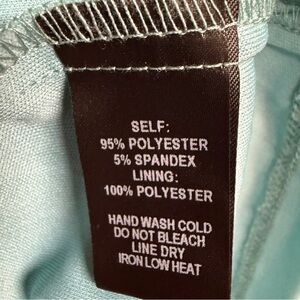 SELF:
95% POLYESTER
5% SPANDEX
LINING:
100% POLYESTER
HAND WASH COLD
DO NOT BLEACH
LINE DRY
IRON LOW HEAT